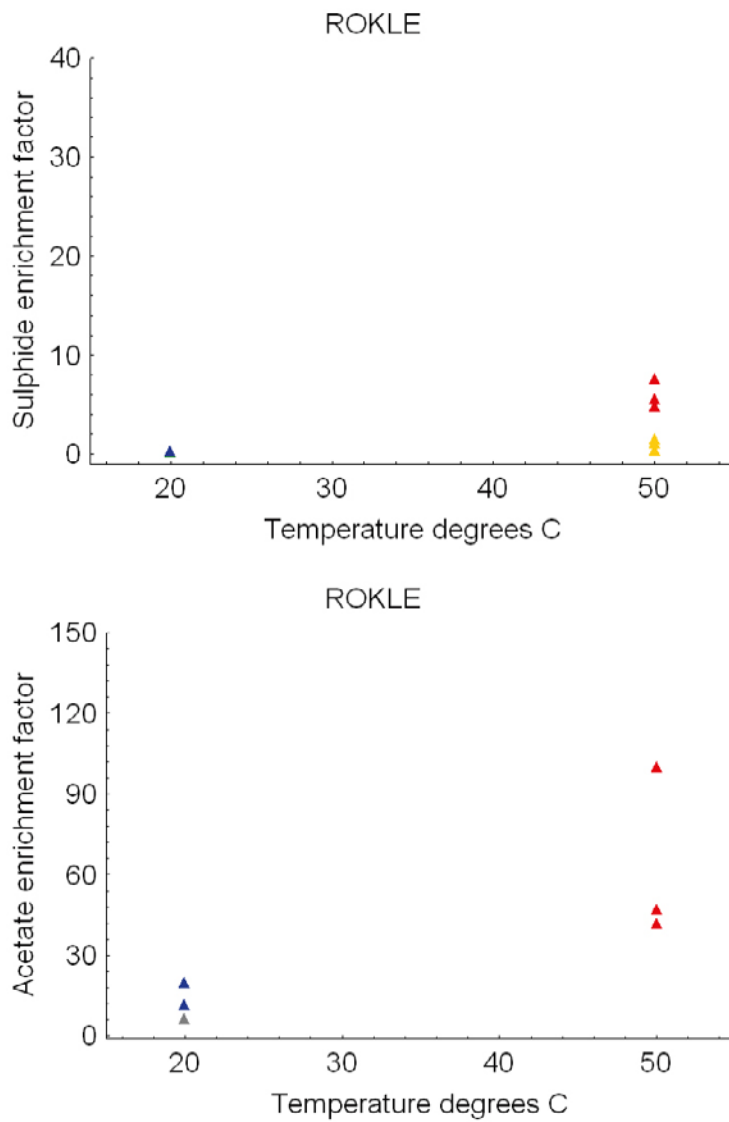 ROKLE
40
30
20
10
0
Sulphide enrichment factor
20 30 40 50
Temperature degrees C
ROKLE
150
120
90
60
30
0
Acetate enrichment factor
20 30 40 50
Temperature degrees C